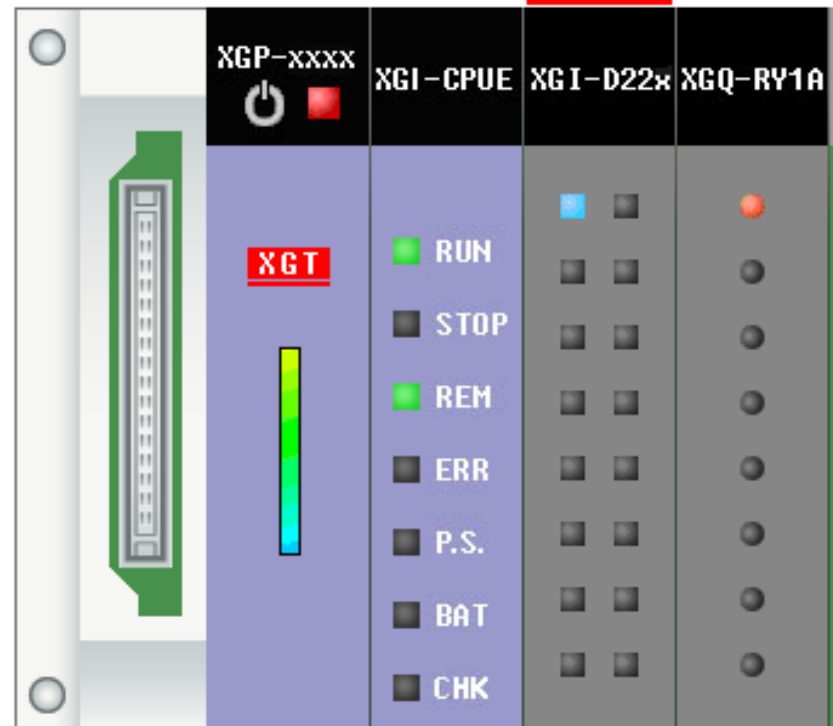 XGP-xxxx
XGI-CPUE
XGI-D22x
XGQ-RY1A
XGT
RUN
STOP
REM
ERR
P.S.
BAT
CHK